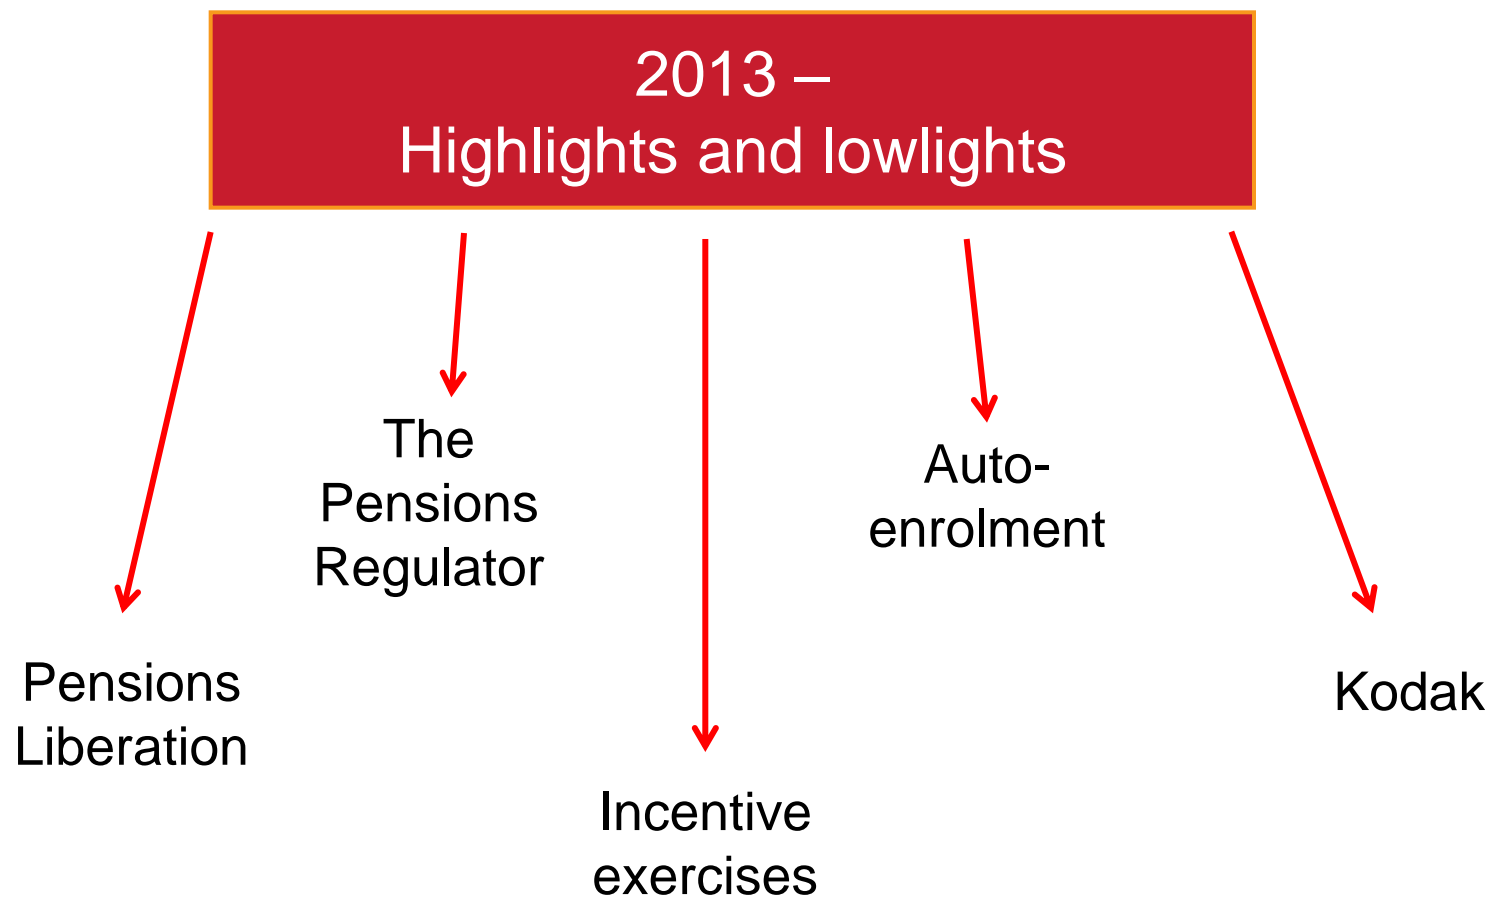 2013 –
Highlights and lowlights
The
Pensions
Regulator
Auto-
enrolment
Pensions
Liberation
Kodak
Incentive
exercises